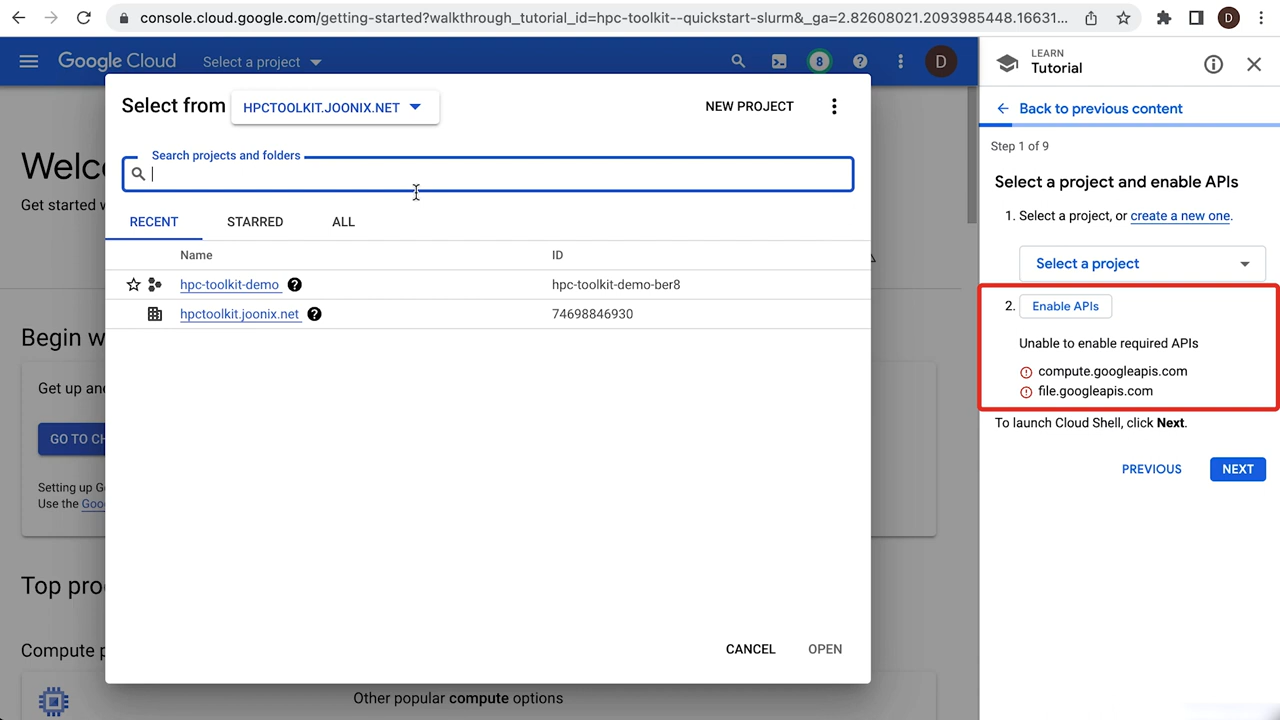 console.cloud.google.com/getting-started?walkthrough_tutorial_id=hpc-toolkit--quickstart-slurm&_ga=2.82608021.2093985448.16631...
D
Google Cloud
Select a project
8
D
LEARN
Tutorial
Select from
HPCTOOLKIT.JOONIX.NET
NEW PROJECT
Search projects and folders
RECENT
STARRED
ALL
Name
ID
hpc-toolkit-demo
hpc-toolkit-demo-ber8
hpctoolkit.joonix.net
74698846930
CANCEL
OPEN
Welc
Get started w
Begin w
Get up and
GO TO CH
Setting up G
Use the Goo
Top pro
Compute p
Other popular compute options
Back to previous content
Step 1 of 9
Select a project and enable APIs
1. Select a project, or create a new one.
Select a project
2. Enable APIs
Unable to enable required APIs
compute.googleapis.com
file.googleapis.com
To launch Cloud Shell, click Next.
PREVIOUS
NEXT